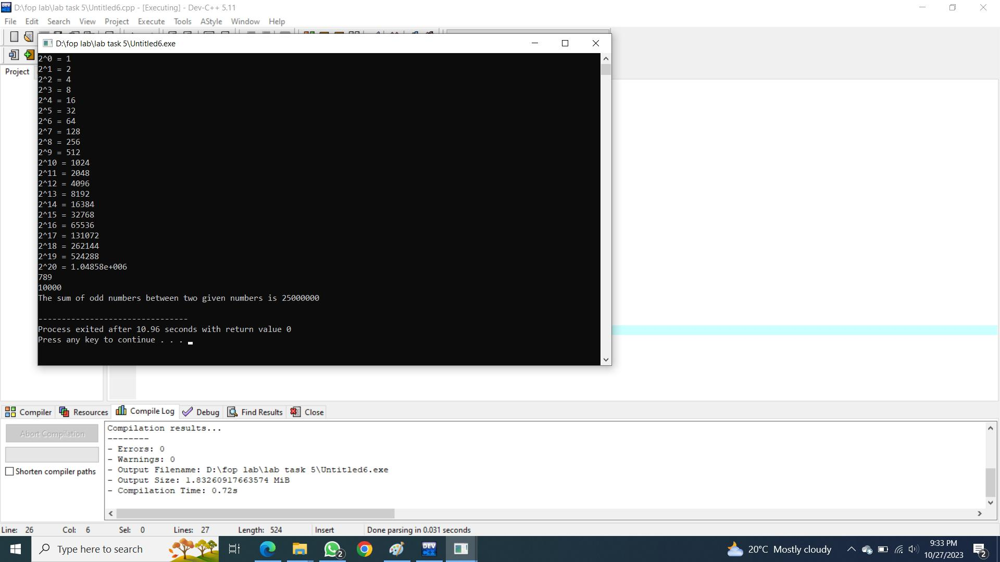 D:\fop lab\lab task 5\Untitled6.cpp - [Executing] - Dev-C++ 5.11
File Edit Search View Project Execute Tools AStyle Window Help
D:\fop lab\lab task 5\Untitled6.exe
Project
2^0 = 1
2^1 = 2
2^2 = 4
2^3 = 8
2^4 = 16
2^5 = 32
2^6 = 64
2^7 = 128
2^8 = 256
2^9 = 512
2^10 = 1024
2^11 = 2048
2^12 = 4096
2^13 = 8192
2^14 = 16384
2^15 = 32768
2^16 = 65536
2^17 = 131072
2^18 = 262144
2^19 = 524288
2^20 = 1.04858e+006
789
10000
The sum of odd numbers between two given numbers is 25000000
--------------------------------
Process exited after 10.96 seconds with return value 0
Press any key to continue . . .
Compiler Resources Compile Log Debug Find Results Close
Abort Compilation
Shorten compiler paths
Compilation results...
--------
- Errors: 0
- Warnings: 0
- Output Filename: D:\fop lab\lab task 5\Untitled6.exe
- Output Size: 1.83260917663574 MiB
- Compilation Time: 0.72s
Line: 26 Col: 6 Sel: 0 Lines: 27 Length: 524 Insert Done parsing in 0.031 seconds
Type here to search
2
DEV C++
20°C Mostly cloudy
9:33 PM
10/27/2023
2